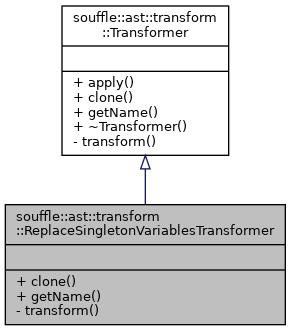 souffle::ast::transform
::Transformer
+ apply()
+ clone()
+ getName()
+ ~Transformer()
- transform()
souffle::ast::transform
::ReplaceSingletonVariablesTransformer
+ clone()
+ getName()
- transform()